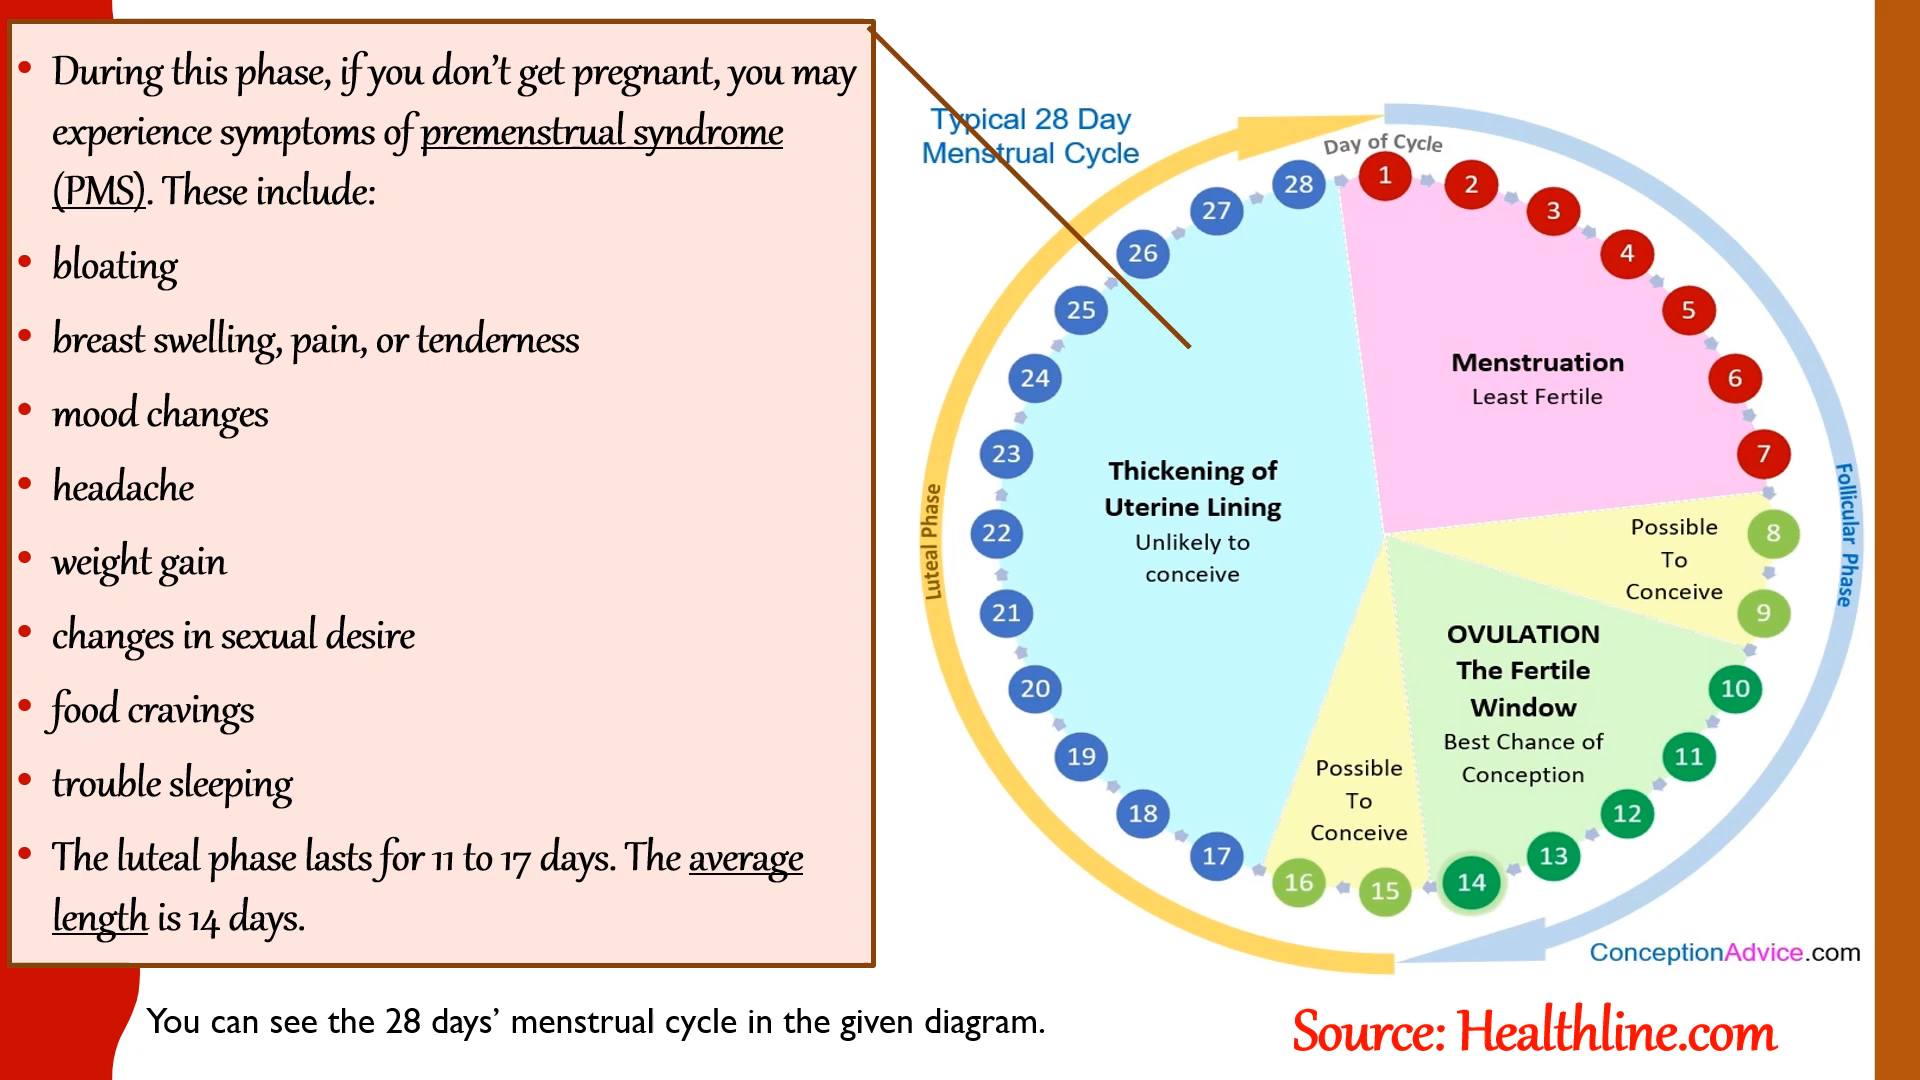 • During this phase, if you don’t get pregnant, you may
experience symptoms of premenstrual syndrome
(PMS). These include:
• bloating
• breast swelling, pain, or tenderness
• mood changes
• headache
• weight gain
• changes in sexual desire
• food cravings
• trouble sleeping
• The luteal phase lasts for 11 to 17 days. The average
length is 14 days.
Typical 28 Day
Menstrual Cycle
Day of Cycle
1
2
3
4
5
6
7
8
9
10
11
12
13
14
15
16
17
18
19
20
21
22
23
24
25
26
27
28
Menstruation
Least Fertile
Possible
To
Conceive
OVULATION
The Fertile
Window
Best Chance of
Conception
Possible
To
Conceive
Thickening of
Uterine Lining
Unlikely to
conceive
Luteal Phase
Follicular Phase
ConceptionAdvice.com
You can see the 28 days’ menstrual cycle in the given diagram.
Source: Healthline.com